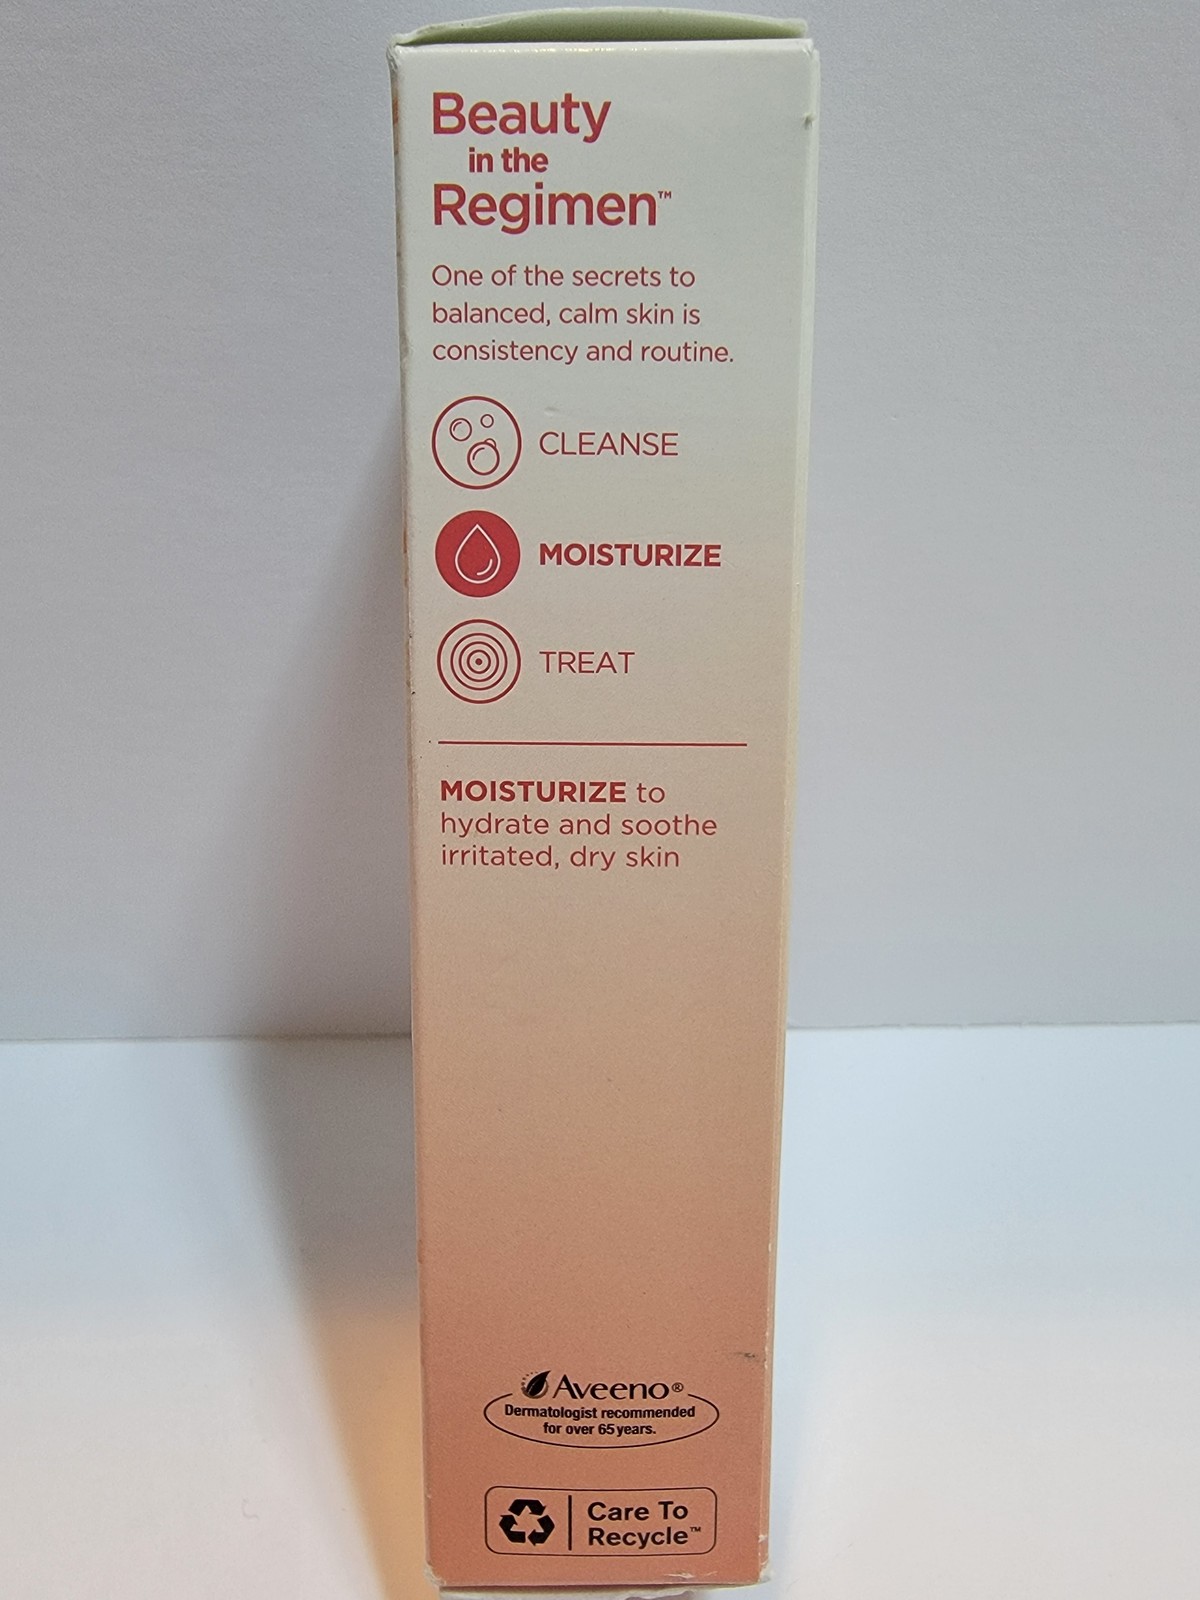 Beauty
in the
Regimen™
One of the secrets to
balanced, calm skin is
consistency and routine.
CLEANSE
MOISTURIZE
TREAT
MOISTURIZE to
hydrate and soothe
irritated, dry skin
Aveeno®
Dermatologist recommended
for over 65 years.
Care To
Recycle™